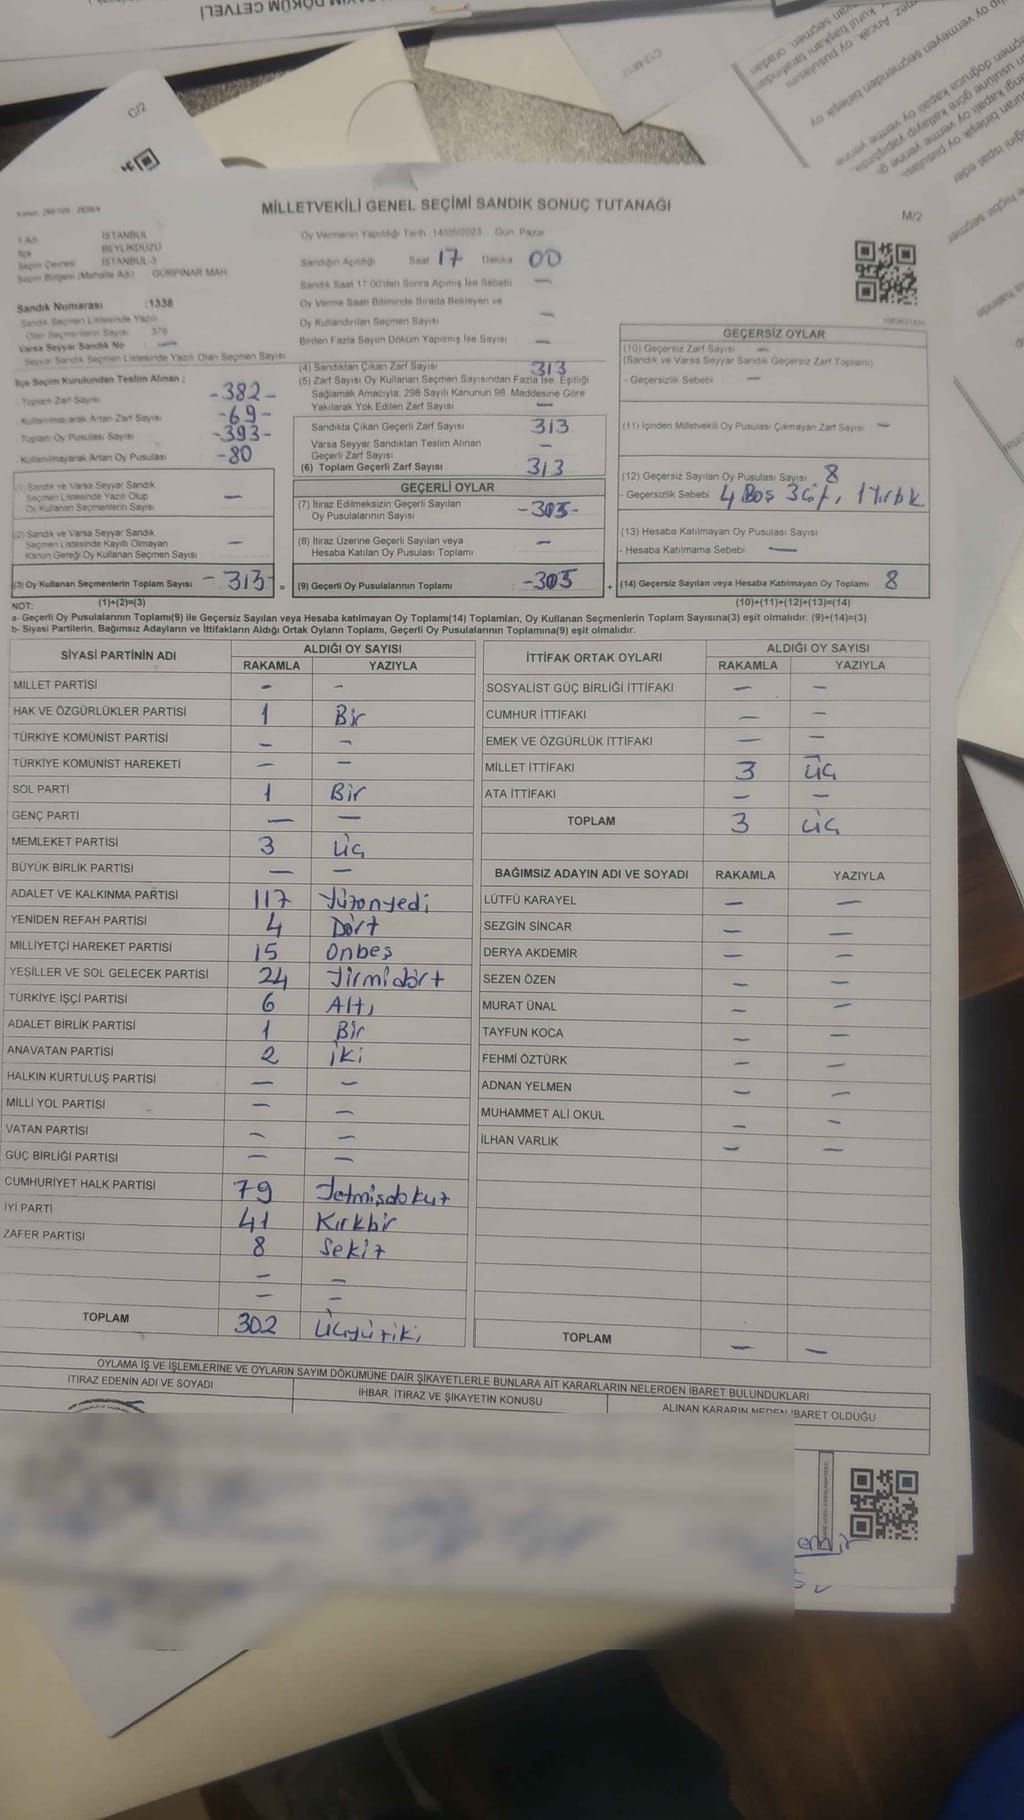 MİLLETVEKİLİ GENEL SEÇİMİ SANDIK SONUÇ TUTANAĞI
M/2
C/2
İSTANBUL
BEYLİKDÜZÜ
Seçim Çevresi İSTANBUL-3
Seçim Bölgesi (Mahalle Adı) : GÜRPINAR MAH
Sandık Numarası :1338
Sandık Seçmen Listesinde Yazılı
Olan Seçmenlerin Sayısı 376
Varsa Seyyar Sandık No —
Seyyar Sandık Seçmen Listesinde Yazılı Olan Seçmen Sayısı
Oy Vermenin Yapıldığı Tarih :14/05/2023 Gün: Pazar
Sandığın Açıldığı Saat 17 Dakika 00
Sandık Saat 17:00'den Sonra Açılmış İse Sebebi —
Oy Verme Saati Bitiminde Sırada Bekleyen ve
Oy Kullandırılan Seçmen Sayısı —
Birden Fazla Sayım Döküm Yapılmış İse Sayısı —
İlçe Seçim Kurulundan Teslim Alınan ;
Toplam Zarf Sayısı -382-
Kullanılmayarak Artan Zarf Sayısı -69-
Toplam Oy Pusulası Sayısı -393-
Kullanılmayarak Artan Oy Pusulası -80
(1) Sandık ve Varsa Seyyar Sandık
Seçmen Listesinde Yazılı Olup
Oy Kullanan Seçmenlerin Sayısı —
(2) Sandık ve Varsa Seyyar Sandık
Seçmen Listesinde Kayıtlı Olmayan
Kanun Gereği Oy Kullanan Seçmen Sayısı —
(3) Oy Kullanan Seçmenlerin Toplam Sayısı - 313- =
(1)+(2)=(3)
(4) Sandıktan Çıkan Zarf Sayısı 313
(5) Zarf Sayısı Oy Kullanan Seçmen Sayısından Fazla İse, Eşitliği
Sağlamak Amacıyla, 298 Sayılı Kanunun 98. Maddesine Göre
Yakılarak Yok Edilen Zarf Sayısı —
Sandıkta Çıkan Geçerli Zarf Sayısı 313
Varsa Seyyar Sandıktan Teslim Alınan
Geçerli Zarf Sayısı —
(6) Toplam Geçerli Zarf Sayısı 313
GEÇERLİ OYLAR
(7) İtiraz Edilmeksizin Geçerli Sayılan
Oy Pusulalarının Sayısı -305-
(8) İtiraz Üzerine Geçerli Sayılan veya
Hesaba Katılan Oy Pusulası Toplamı —
(9) Geçerli Oy Pusulalarının Toplamı -305 +
GEÇERSİZ OYLAR
(10) Geçersiz Zarf Sayısı —
(Sandık ve Varsa Seyyar Sandık Geçersiz Zarf Toplamı)
- Geçersizlik Sebebi —
(11) İçinden Milletvekili Oy Pusulası Çıkmayan Zarf Sayısı —
(12) Geçersiz Sayılan Oy Pusulası Sayısı 8
- Geçersizlik Sebebi 4 Boş 3 Çift, 1 Yırtık
(13) Hesaba Katılmayan Oy Pusulası Sayısı
- Hesaba Katılmama Sebebi —
(14) Geçersiz Sayılan veya Hesaba Katılmayan Oy Toplamı 8
(10)+(11)+(12)+(13)=(14)
NOT:
a- Geçerli Oy Pusulalarının Toplamı(9) ile Geçersiz Sayılan veya Hesaba katılmayan Oy Toplamı(14) Toplamları, Oy Kullanan Seçmenlerin Toplam Sayısına(3) eşit olmalıdır. (9)+(14)=(3)
b- Siyasi Partilerin, Bağımsız Adayların ve İttifakların Aldığı Ortak Oyların Toplamı, Geçerli Oy Pusulalarının Toplamına(9) eşit olmalıdır.
SİYASİ PARTİNİN ADI ALDIĞI OY SAYISI
RAKAMLA YAZIYLA
MİLLET PARTİSİ - -
HAK VE ÖZGÜRLÜKLER PARTİSİ 1 Bir
TÜRKİYE KOMÜNİST PARTİSİ — —
TÜRKİYE KOMÜNİST HAREKETİ — —
SOL PARTİ 1 Bir
GENÇ PARTİ — —
MEMLEKET PARTİSİ 3 Üç
BÜYÜK BİRLİK PARTİSİ — —
ADALET VE KALKINMA PARTİSİ 117 Yüzonyedi
YENİDEN REFAH PARTİSİ 4 Dört
MİLLİYETÇİ HAREKET PARTİSİ 15 Onbeş
YEŞİLLER VE SOL GELECEK PARTİSİ 24 Yirmidört
TÜRKİYE İŞÇİ PARTİSİ 6 Altı
ADALET BİRLİK PARTİSİ 1 Bir
ANAVATAN PARTİSİ 2 İki
HALKIN KURTULUŞ PARTİSİ — —
MİLLİ YOL PARTİSİ — —
VATAN PARTİSİ — —
GÜÇ BİRLİĞİ PARTİSİ — —
CUMHURİYET HALK PARTİSİ 79 Yetmişdokuz
İYİ PARTİ 41 Kırkbir
ZAFER PARTİSİ 8 Sekiz
— —
— —
TOPLAM 302 Üçyüziki
İTTİFAK ORTAK OYLARI ALDIĞI OY SAYISI
RAKAMLA YAZIYLA
SOSYALİST GÜÇ BİRLİĞİ İTTİFAKI — —
CUMHUR İTTİFAKI — —
EMEK VE ÖZGÜRLÜK İTTİFAKI — —
MİLLET İTTİFAKI 3 Üç
ATA İTTİFAKI — —
TOPLAM 3 Üç
BAĞIMSIZ ADAYIN ADI VE SOYADI RAKAMLA YAZIYLA
LÜTFÜ KARAYEL — —
SEZGİN SİNCAR — —
DERYA AKDEMİR — —
SEZEN ÖZEN — —
MURAT ÜNAL — —
TAYFUN KOCA — —
FEHMİ ÖZTÜRK — —
ADNAN YELMEN — —
MUHAMMET ALİ OKUL — —
İLHAN VARLIK — —
TOPLAM — —
OYLAMA İŞ VE İŞLEMLERİNE VE OYLARIN SAYIM DÖKÜMÜNE DAİR ŞİKAYETLERLE BUNLARA AİT KARARLARIN NELERDEN İBARET BULUNDUKLARI
İTİRAZ EDENİN ADI VE SOYADI
İHBAR, İTİRAZ VE ŞİKAYETİN KONUSU
ALINAN KARARIN NEDEN İBARET OLDUĞU